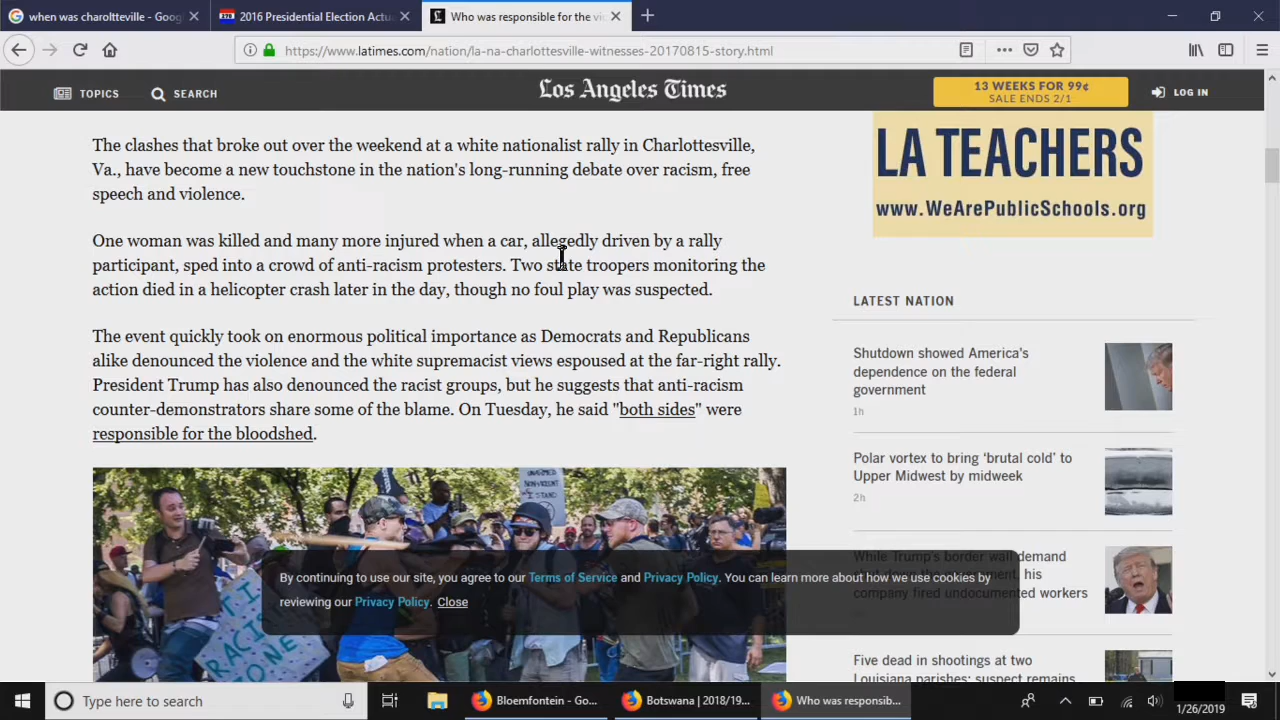 when was charoltteville - Goog
2016 Presidential Election Actu
Who was responsible for the vi
https://www.latimes.com/nation/la-na-charlottesville-witnesses-20170815-story.html
TOPICS
SEARCH
Los Angeles Times
13 WEEKS FOR 99¢
SALE ENDS 2/1
LOG IN
The clashes that broke out over the weekend at a white nationalist rally in Charlottesville,
Va., have become a new touchstone in the nation's long-running debate over racism, free
speech and violence.
One woman was killed and many more injured when a car, allegedly driven by a rally
participant, sped into a crowd of anti-racism protesters. Two state troopers monitoring the
action died in a helicopter crash later in the day, though no foul play was suspected.
The event quickly took on enormous political importance as Democrats and Republicans
alike denounced the violence and the white supremacist views espoused at the far-right rally.
President Trump has also denounced the racist groups, but he suggests that anti-racism
counter-demonstrators share some of the blame. On Tuesday, he said "both sides" were
responsible for the bloodshed.
LA TEACHERS
www.WeArePublicSchools.org
LATEST NATION
Shutdown showed America's
dependence on the federal
government
1h
Polar vortex to bring ‘brutal cold’ to
Upper Midwest by midweek
2h
While Trump's border wall demand
shut down the government, his
company fired undocumented workers
Five dead in shootings at two
Louisiana parishes; suspect remains
By continuing to use our site, you agree to our Terms of Service and Privacy Policy. You can learn more about how we use cookies by
reviewing our Privacy Policy. Close
Type here to search
Bloemfontein - Go...
Botswana | 2018/19...
Who was responsib...
1/26/2019